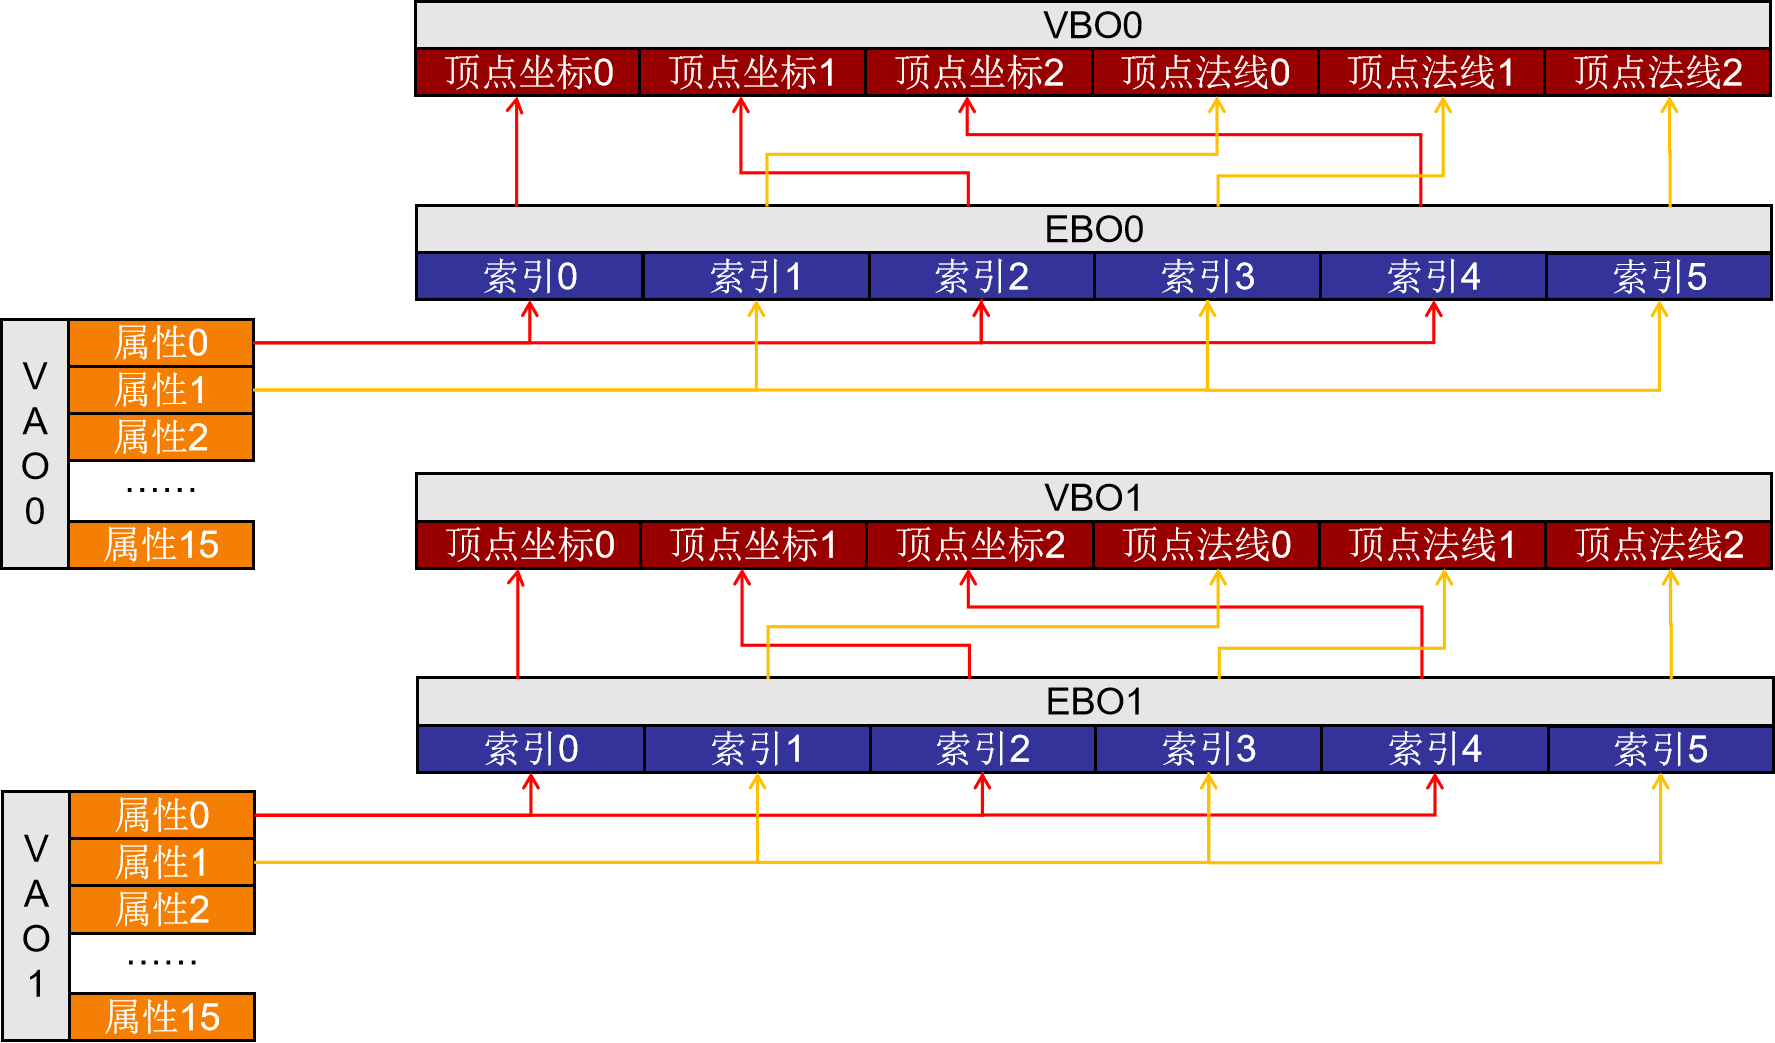 VBO0
顶点坐标0 顶点坐标1 顶点坐标2 顶点法线0 顶点法线1 顶点法线2
EBO0
索引0 索引1 索引2 索引3 索引4 索引5
VAO0
属性0
属性1
属性2
······
属性15
VBO1
顶点坐标0 顶点坐标1 顶点坐标2 顶点法线0 顶点法线1 顶点法线2
EBO1
索引0 索引1 索引2 索引3 索引4 索引5
VAO1
属性0
属性1
属性2
······
属性15